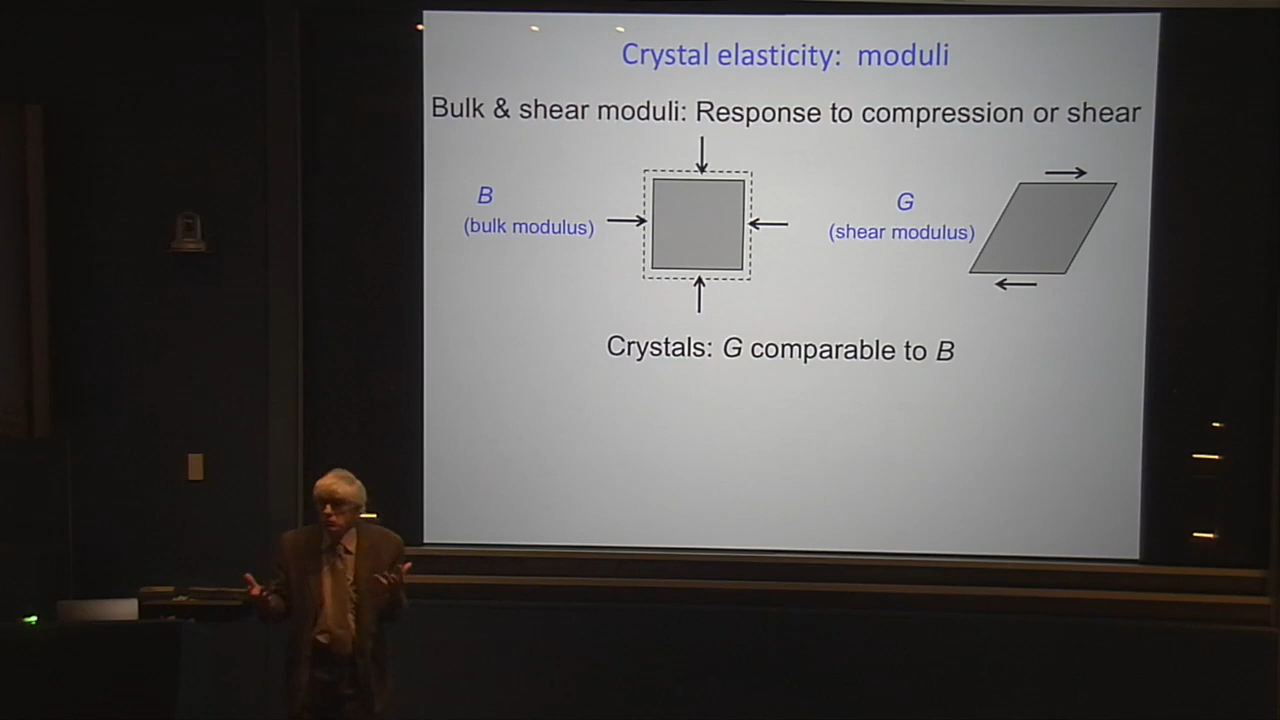 Crystal elasticity: moduli
Bulk & shear moduli: Response to compression or shear
B
(bulk modulus)
G
(shear modulus)
Crystals: G comparable to B